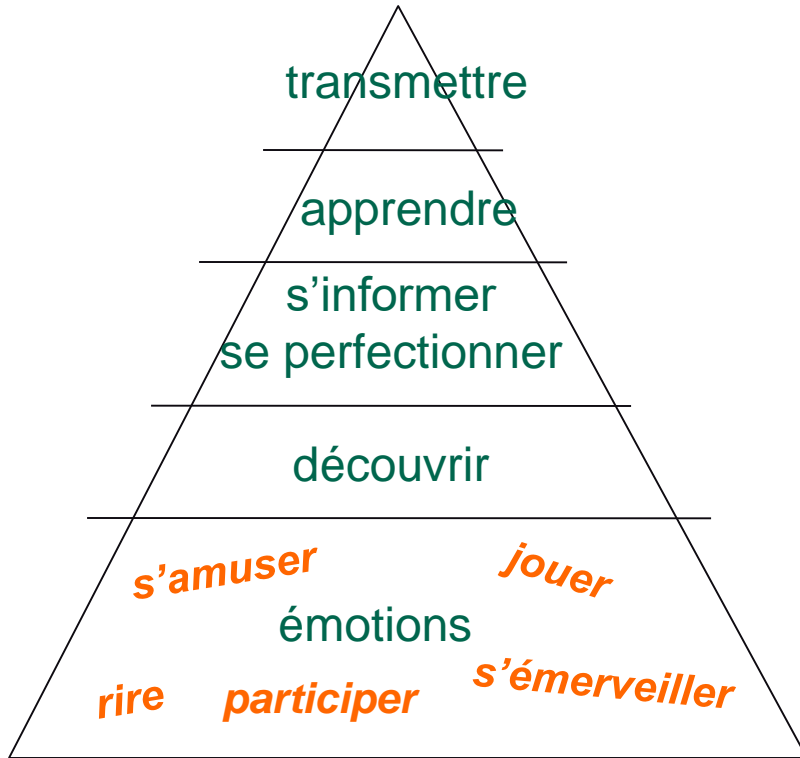 transmettre
apprendre
s’informer
se perfectionner
découvrir
s’amuser
jouer
émotions
rire
participer
s’émerveiller